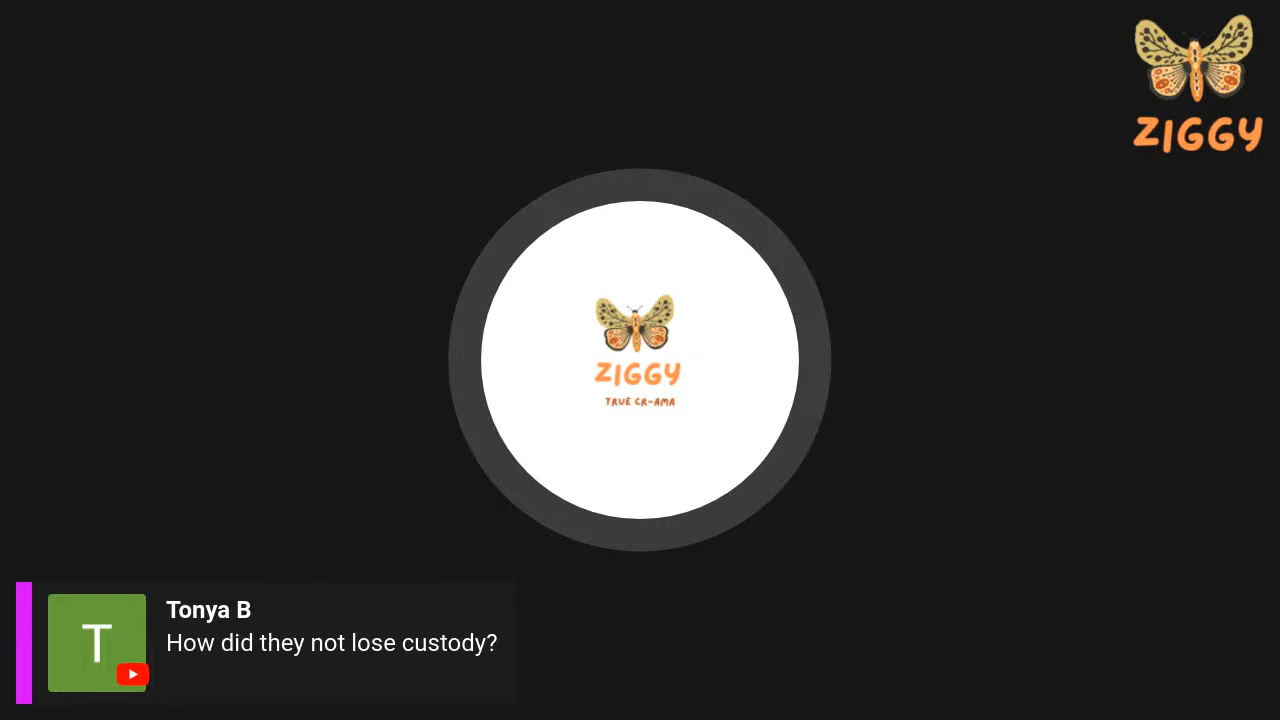 ZIGGY
ZIGGY
TRUE CR-AMA
T
Tonya B
How did they not lose custody?